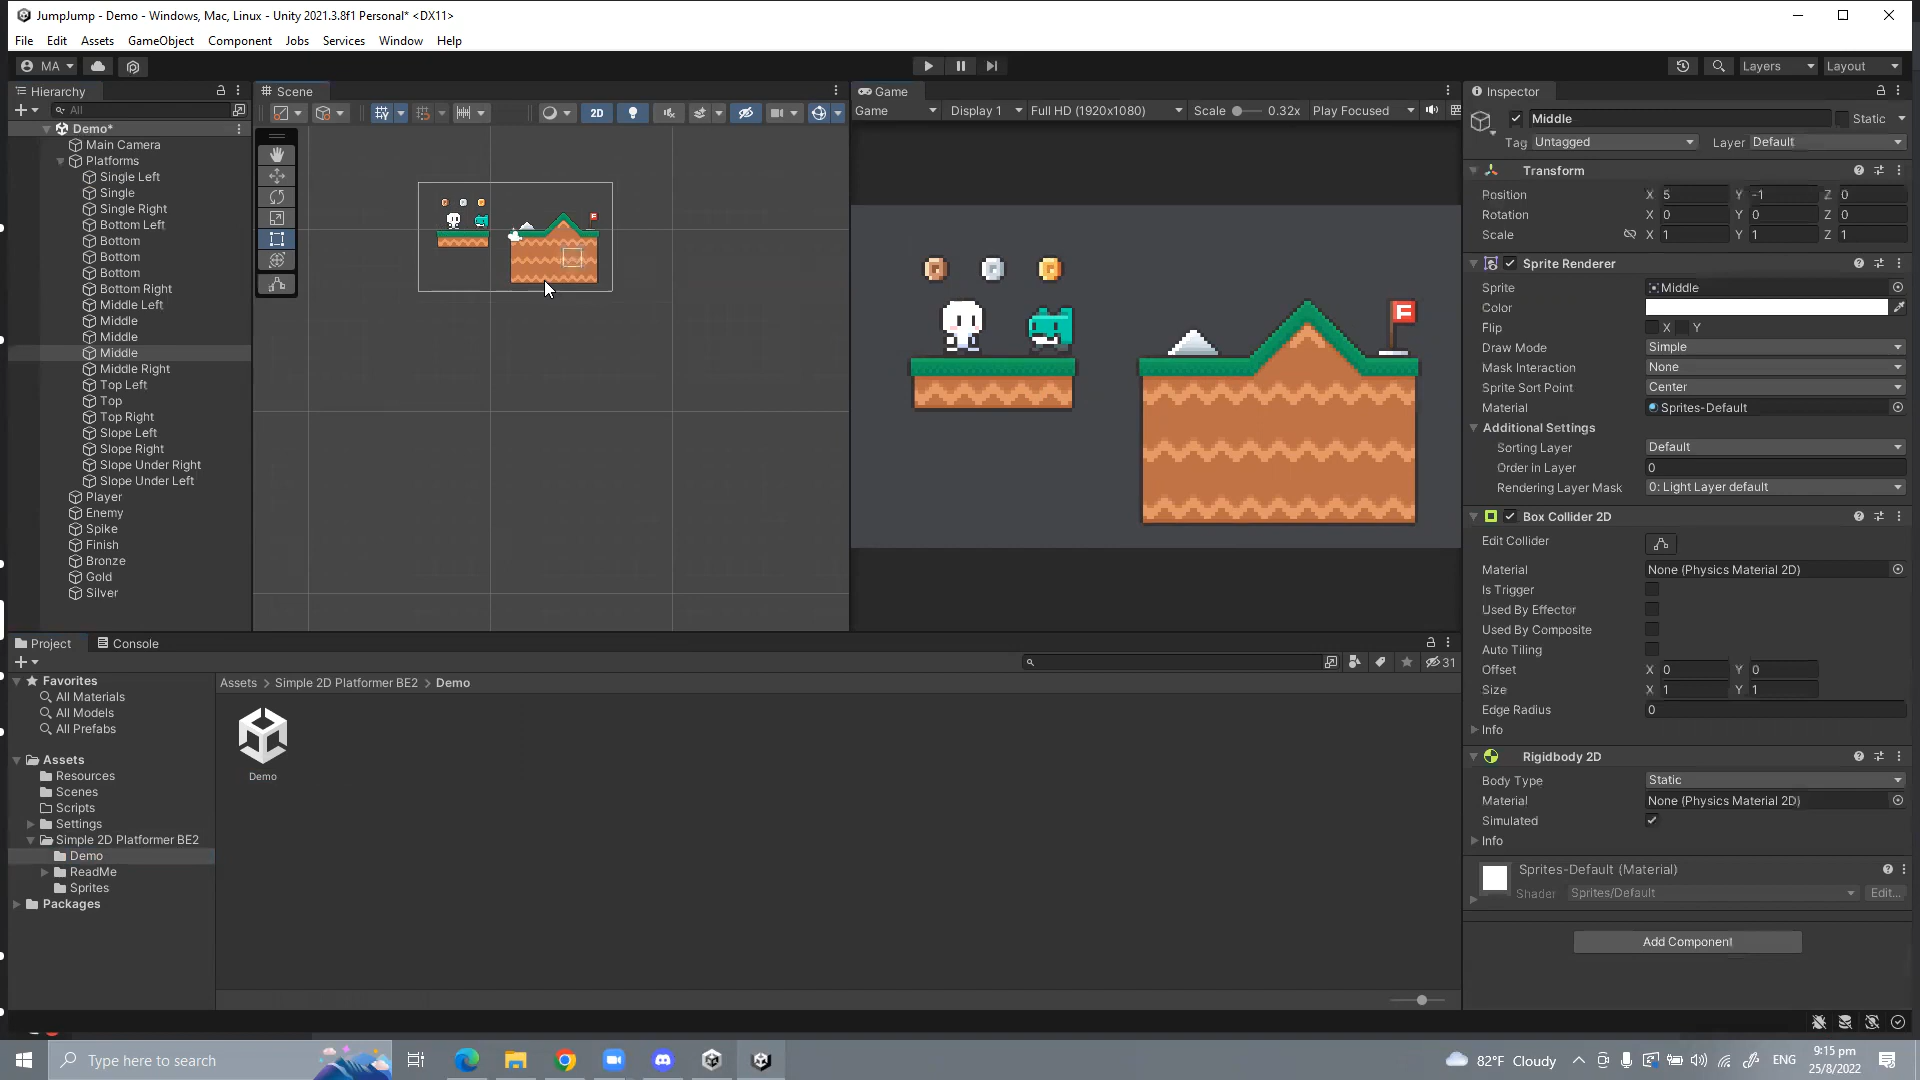 JumpJump - Demo - Windows, Mac, Linux - Unity 2021.3.8f1 Personal* <DX11>
File Edit Assets GameObject Component Jobs Services Window Help
MA Layers Layout
Hierarchy
All
Demo*
Main Camera
Platforms
Single Left
Single
Single Right
Bottom Left
Bottom
Bottom
Bottom
Bottom Right
Middle Left
Middle
Middle
Middle
Middle Right
Top Left
Top
Top Right
Slope Left
Slope Right
Slope Under Right
Slope Under Left
Player
Enemy
Spike
Finish
Bronze
Gold
Silver
Scene
2D
Game
Game Display 1 Full HD (1920x1080) Scale 0.32x Play Focused
F
Inspector
Middle Static
Tag Untagged Layer Default
Transform
Position X 5 Y -1 Z 0
Rotation X 0 Y 0 Z 0
Scale X 1 Y 1 Z 1
Sprite Renderer
Sprite Middle
Color
Flip X Y
Draw Mode Simple
Mask Interaction None
Sprite Sort Point Center
Material Sprites-Default
Additional Settings
Sorting Layer Default
Order in Layer 0
Rendering Layer Mask 0: Light Layer default
Box Collider 2D
Edit Collider
Material None (Physics Material 2D)
Is Trigger
Used By Effector
Used By Composite
Auto Tiling
Offset X 0 Y 0
Size X 1 Y 1
Edge Radius 0
Info
Rigidbody 2D
Body Type Static
Material None (Physics Material 2D)
Simulated
Info
Sprites-Default (Material)
Shader Sprites/Default Edit...
Add Component
Project Console
31
Favorites
All Materials
All Models
All Prefabs
Assets
Resources
Scenes
Scripts
Settings
Simple 2D Platformer BE2
Demo
ReadMe
Sprites
Packages
Assets > Simple 2D Platformer BE2 > Demo
Demo
Type here to search
82°F Cloudy
ENG
9:15 pm
25/8/2022